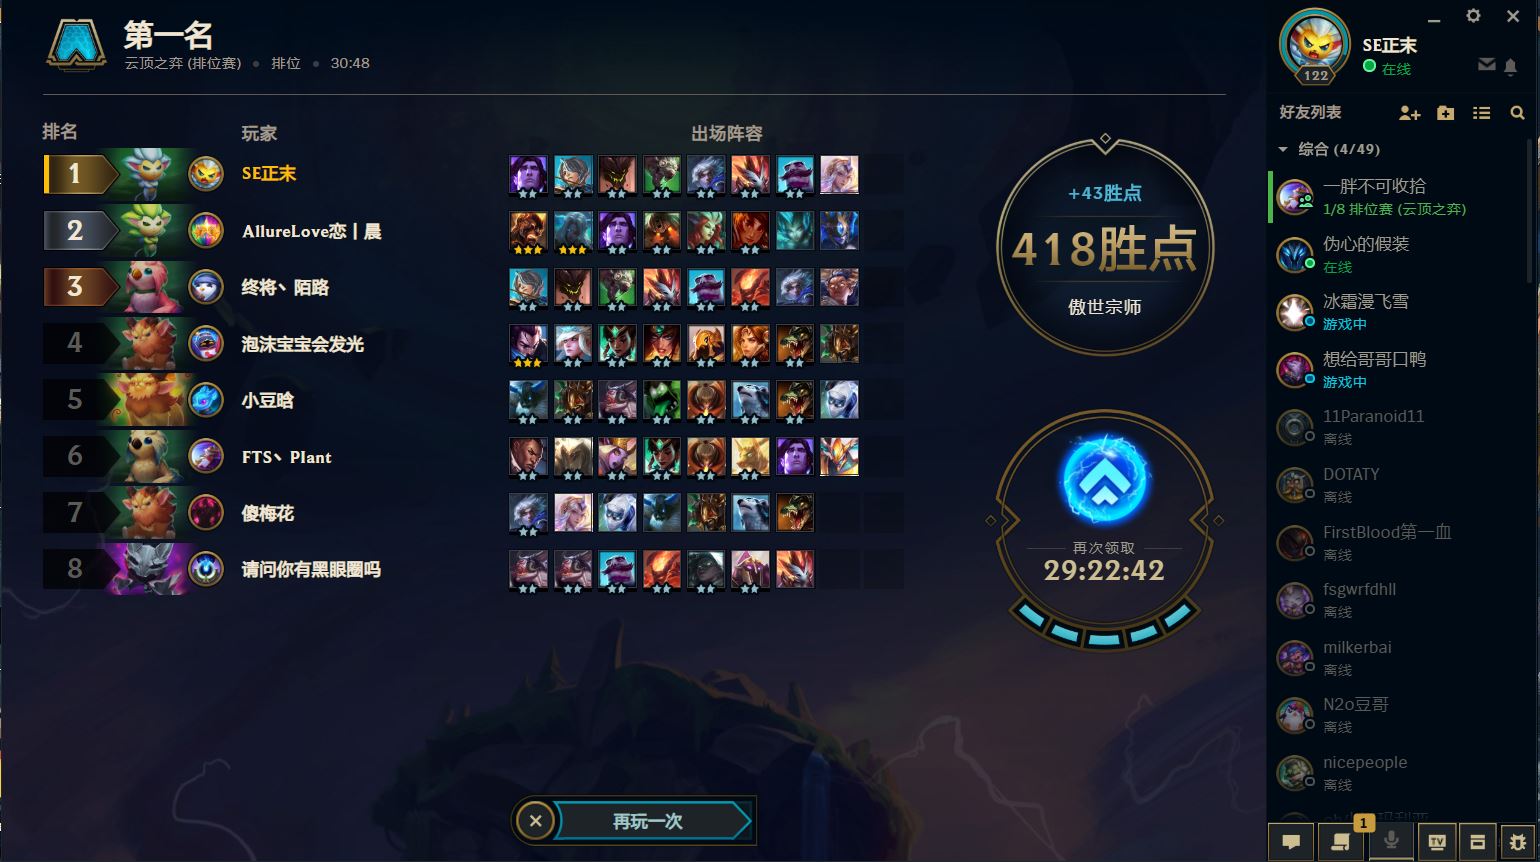 第一名
云顶之弈 (排位赛) • 排位 • 30:48
排名 玩家 出场阵容
1 SE正末
2 AllureLove恋丨晨
3 终将丶陌路
4 泡沫宝宝会发光
5 小豆晗
6 FTS丶Plant
7 傻梅花
8 请问你有黑眼圈吗
+43胜点
418胜点
傲世宗师
再次领取
29:22:42
再玩一次
122
SE正末
在线
好友列表
综合 (4/49)
一胖不可收拾
1/8 排位赛 (云顶之弈)
伪心的假装
在线
冰霜漫飞雪
游戏中
想给哥哥口鸭
游戏中
11Paranoid11
离线
DOTATY
离线
FirstBlood第一血
离线
fsgwrfdhll
离线
milkerbai
离线
N2o豆哥
离线
nicepeople
离线
1
TV